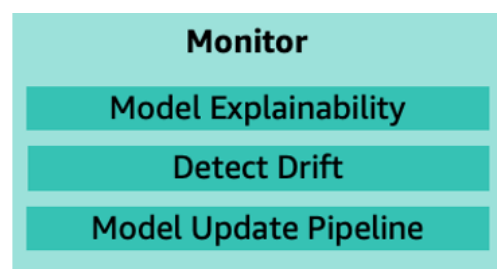 Monitor
Model Explainability
Detect Drift
Model Update Pipeline